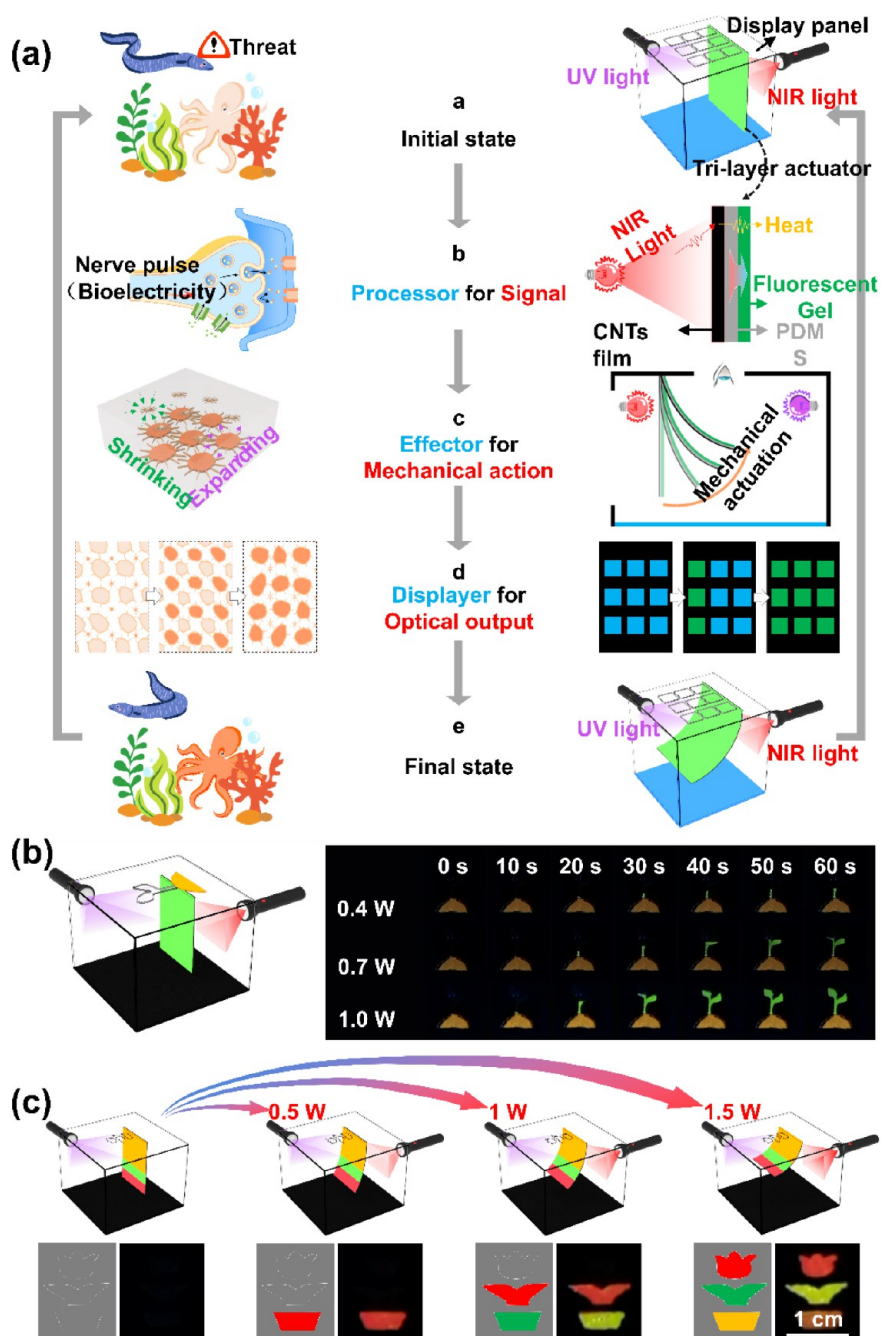 (a)
Threat
Display panel
UV light
NIR light
a
Initial state
Tri-layer actuator
Nerve pulse
（Bioelectricity）
b
Processor for Signal
NIR
Light
Heat
Fluorescent
Gel
CNTs
film
PDM
S
Shrinking
Expanding
c
Effector for
Mechanical action
Mechanical
actuation
d
Displayer for
Optical output
e
Final state
UV light
NIR light
(b)
0 s 10 s 20 s 30 s 40 s 50 s 60 s
0.4 W
0.7 W
1.0 W
(c)
0.5 W 1 W 1.5 W
1 cm